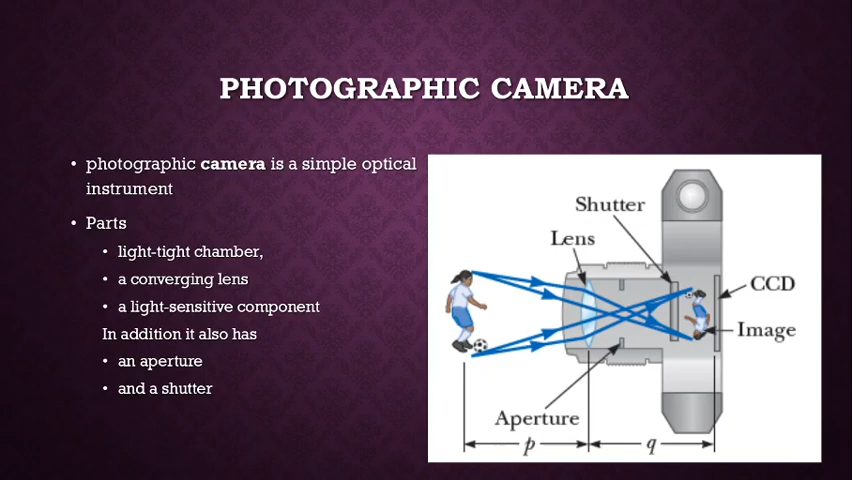 PHOTOGRAPHIC CAMERA
• photographic camera is a simple optical
instrument
• Parts
• light-tight chamber,
• a converging lens
• a light-sensitive component
In addition it also has
• an aperture
• and a shutter
Shutter
Lens
CCD
Image
Aperture
p
q